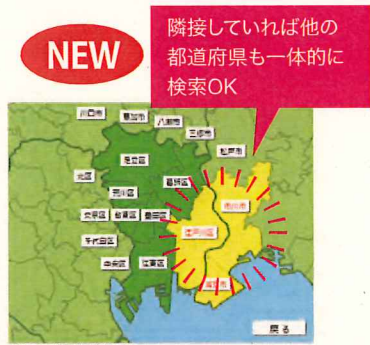 NEW
隣接していれば他の
都道府県も一体的に
検索OK
川口市
草加市
八潮市
三郷市
松戸市
足立区
北区
葛飾区
荒川区
市川市
文京区
台東区
墨田区
江戸川区
千代田区
中央区
江東区
浦安市
戻る